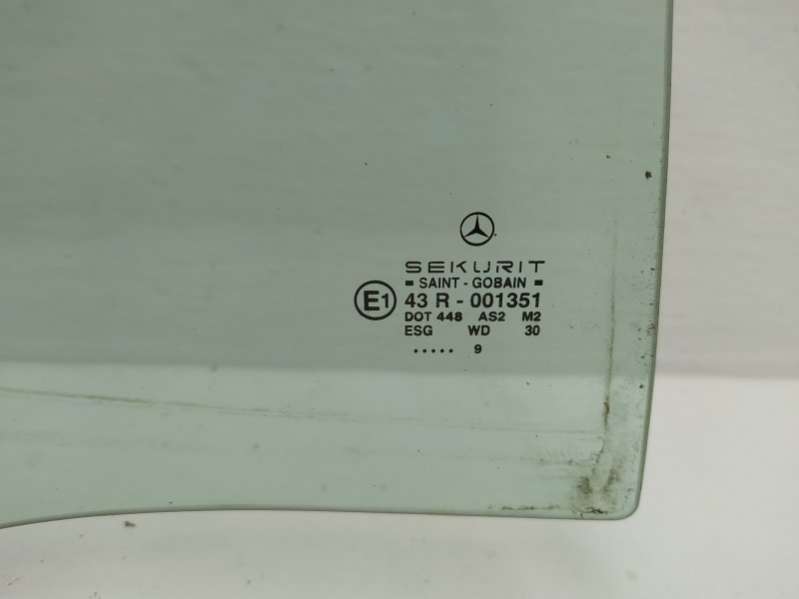 SEKURIT
SAINT - GOBAIN
E1 43 R - 001351
DOT 448 AS2 M2
ESG WD 30
..... 9